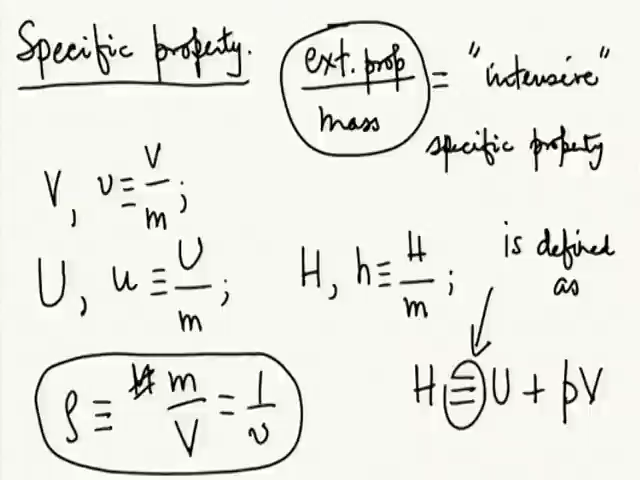 Specific property.
ext. prop / mass = "intensive"
specific property
V, v ≡ V/m ;
U, u ≡ U/m ; H, h ≡ H/m ;
is defined
as
H ≡ U + pV
ρ ≡ m/V = 1/v